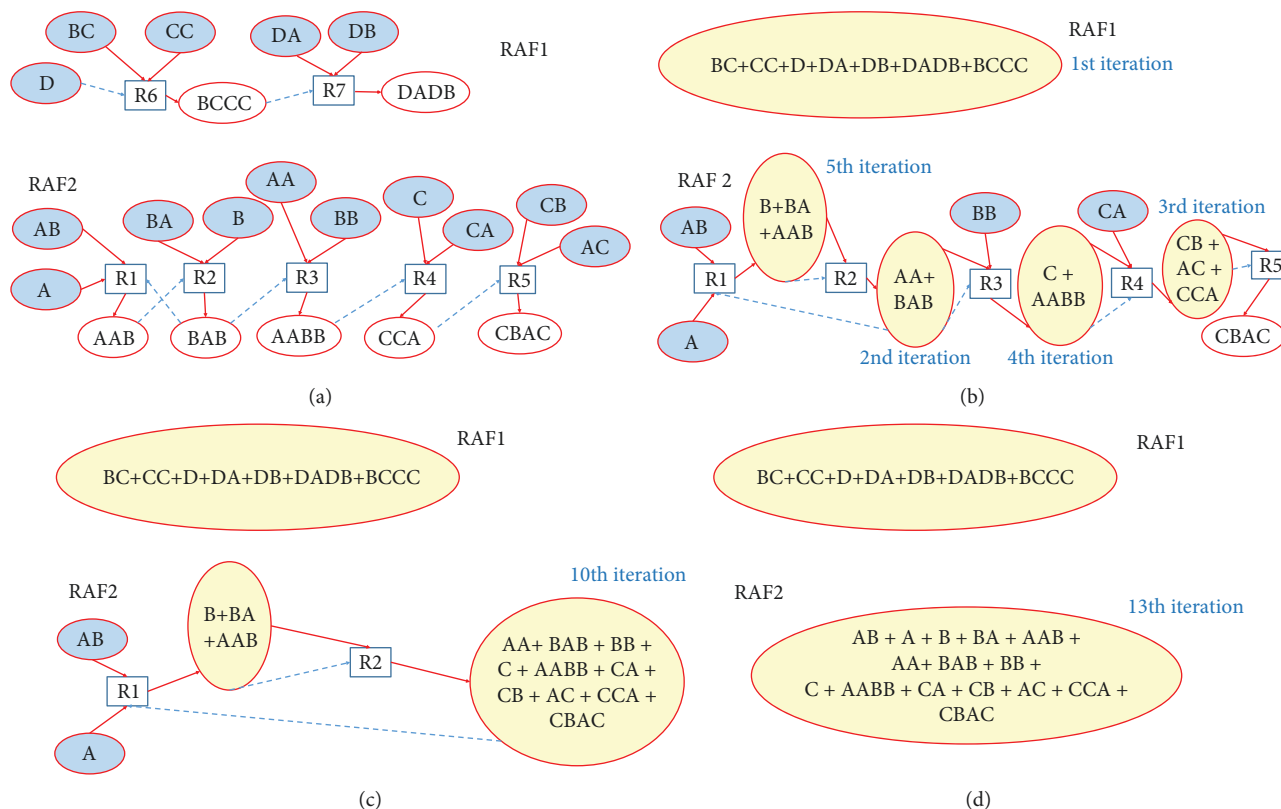 BC
CC
DA
DB
RAF1
D
R6
R7
BCCC
DADB
RAF2
AB
BA
B
AA
BB
C
CA
CB
AC
A
R1
R2
R3
R4
R5
AAB
BAB
AABB
CCA
CBAC
(a)
RAF1
BC+CC+D+DA+DB+DADB+BCCC
1st iteration
RAF 2
5th iteration
B+BA
+AAB
AB
R1
R2
A
AA+
BAB
2nd iteration
BB
R3
C +
AABB
4th iteration
CA
R4
3rd iteration
CB +
AC +
CCA
R5
CBAC
(b)
RAF1
BC+CC+D+DA+DB+DADB+BCCC
RAF2
10th iteration
AB
B+BA
+AAB
R1
R2
A
AA+ BAB + BB +
C + AABB + CA +
CB + AC + CCA +
CBAC
(c)
RAF1
BC+CC+D+DA+DB+DADB+BCCC
RAF2
13th iteration
AB + A + B + BA + AAB +
AA+ BAB + BB +
C + AABB + CA + CB + AC + CCA +
CBAC
(d)